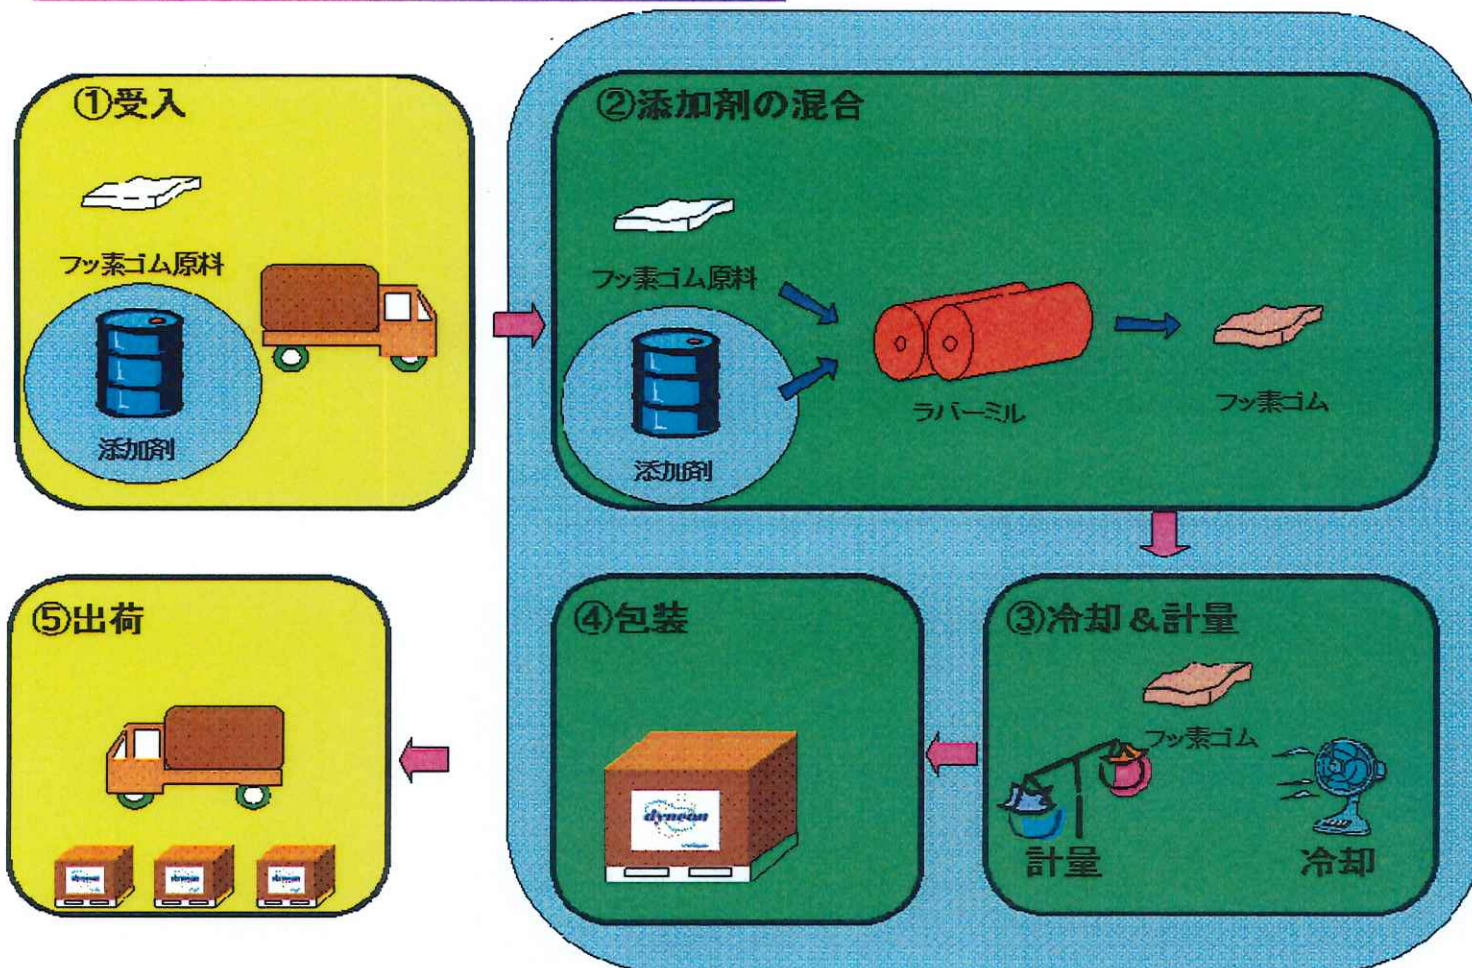 ①受入
フッ素ゴム原料
添加剤
②添加剤の混合
フッ素ゴム原料
添加剤
ラバーミル
フッ素ゴム
③冷却&計量
フッ素ゴム
計量
冷却
④包装
dyneon
⑤出荷
dyneon
dyneon
dyneon